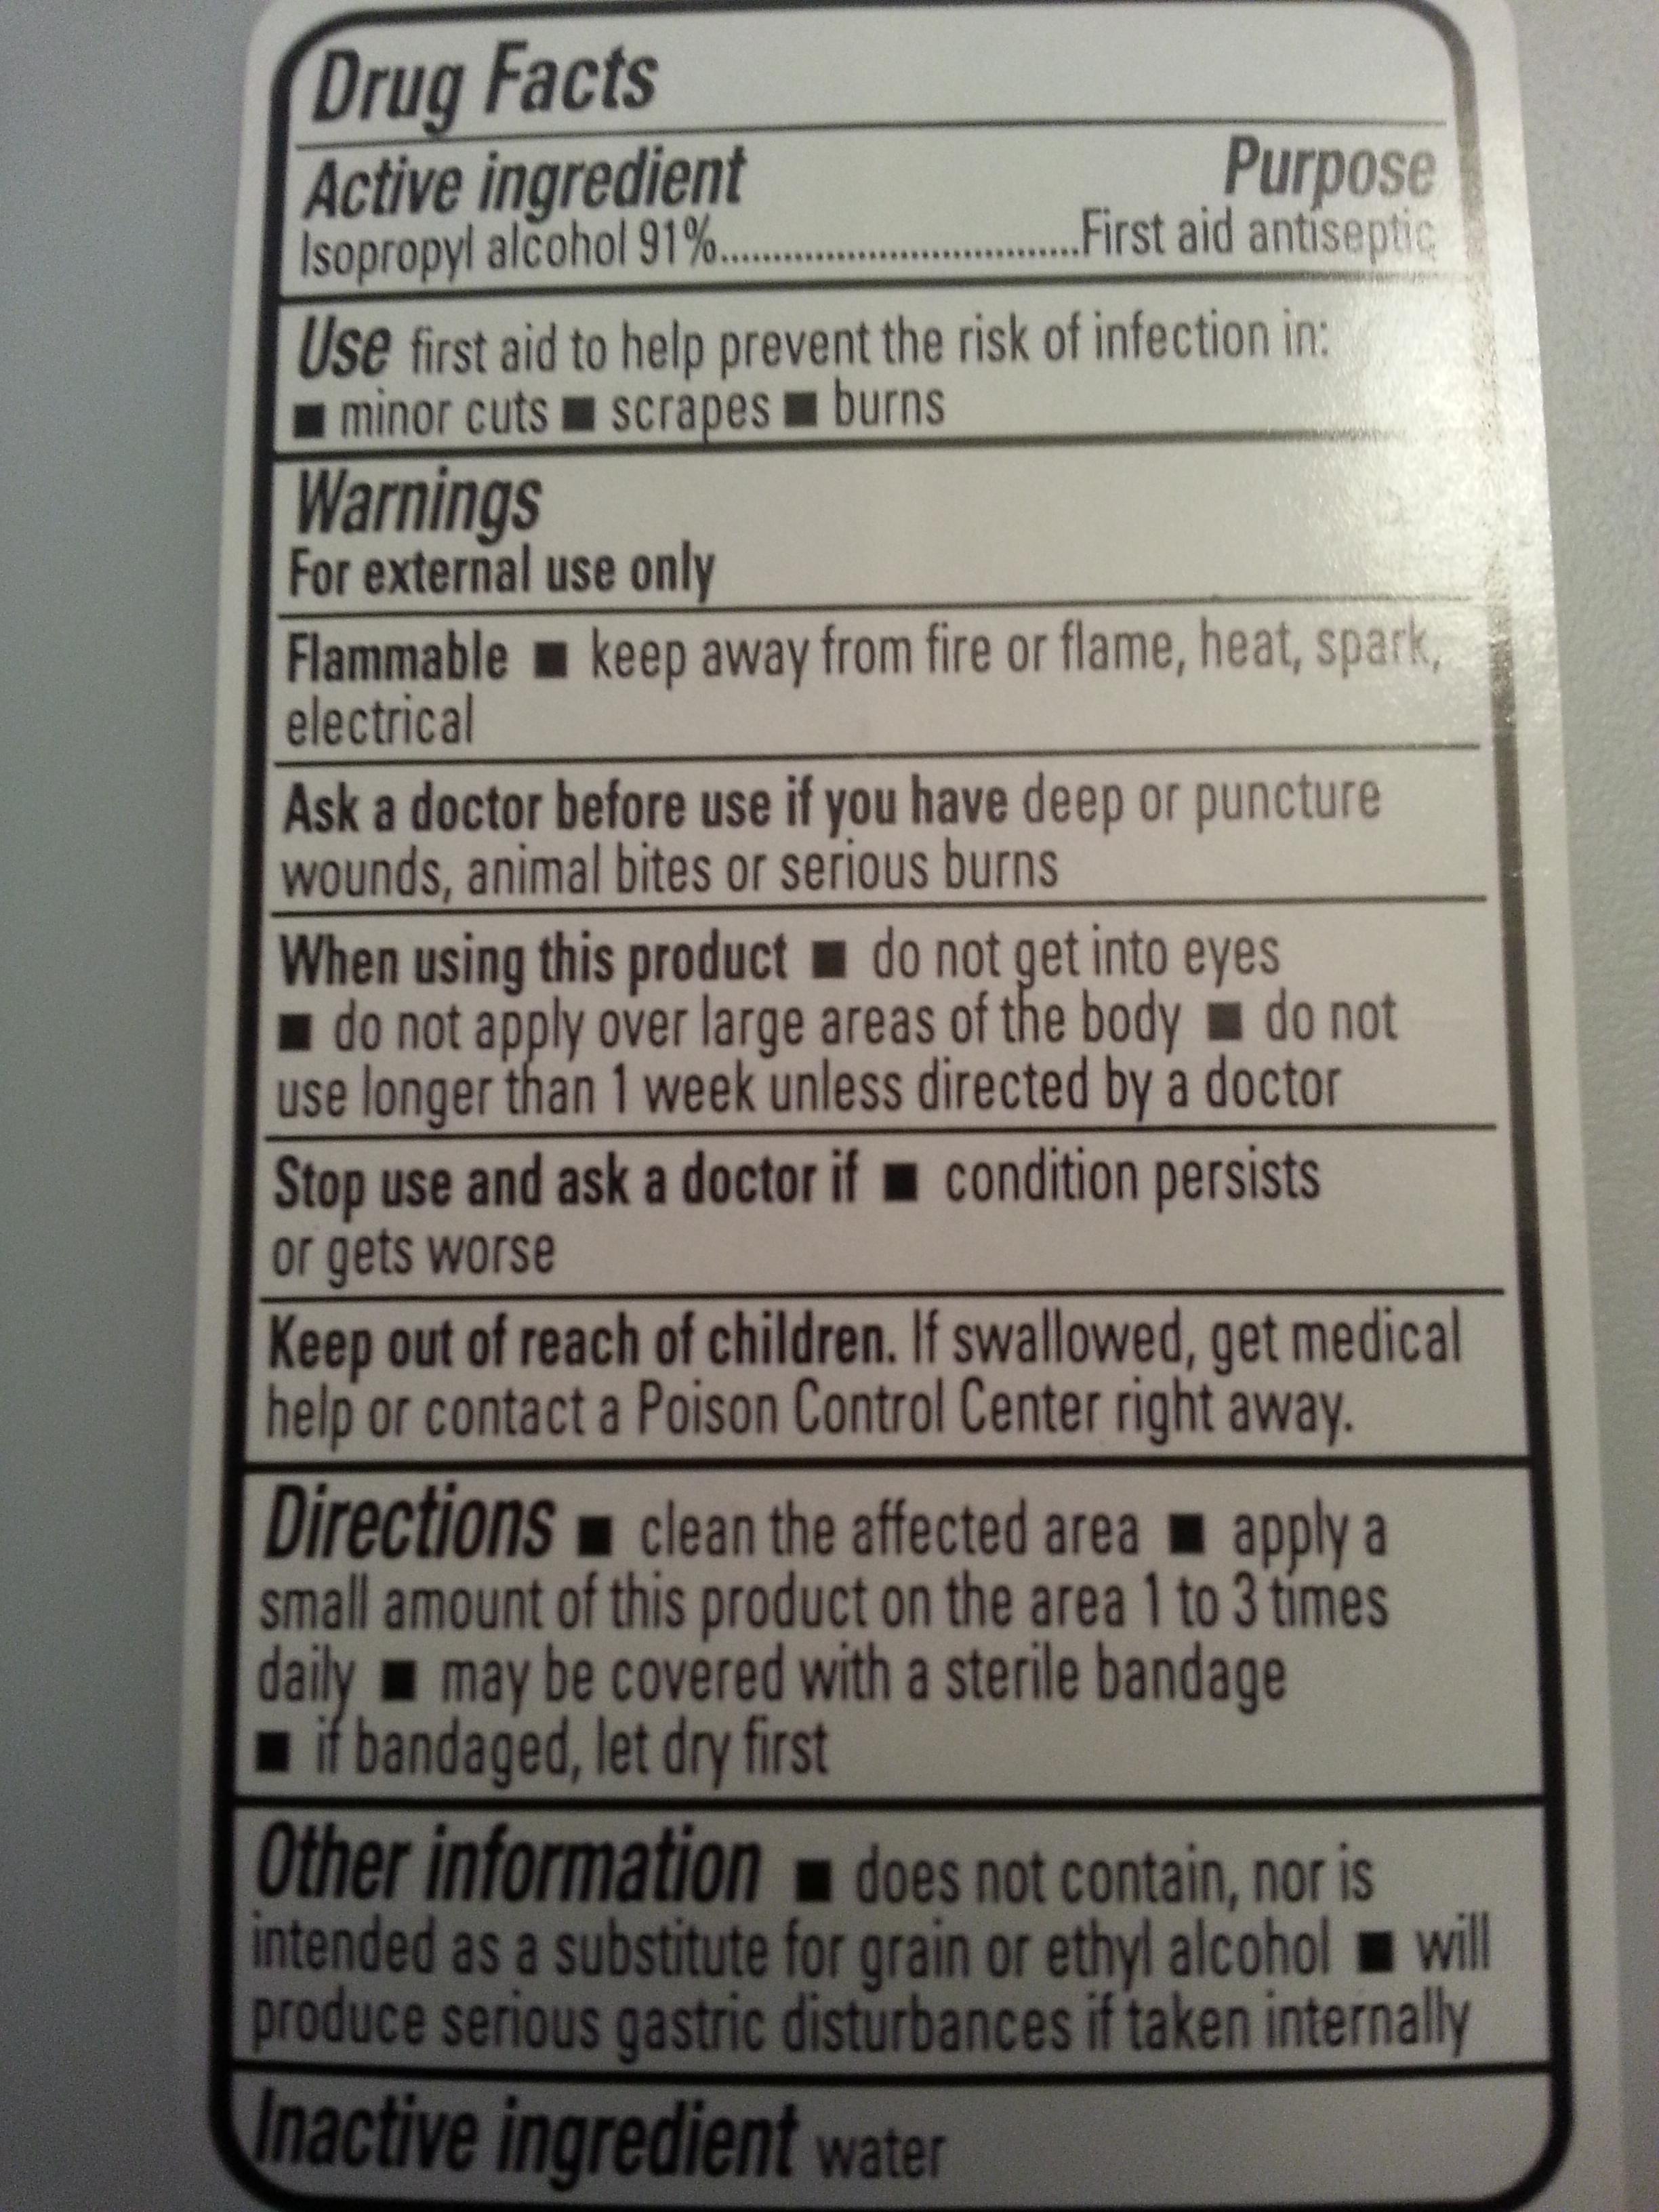 Drug Facts
Active ingredient Purpose
Isopropyl alcohol 91%..................................First aid antiseptic
Use first aid to help prevent the risk of infection in:
■ minor cuts ■ scrapes ■ burns
Warnings
For external use only
Flammable ■ keep away from fire or flame, heat, spark,
electrical
Ask a doctor before use if you have deep or puncture
wounds, animal bites or serious burns
When using this product ■ do not get into eyes
■ do not apply over large areas of the body ■ do not
use longer than 1 week unless directed by a doctor
Stop use and ask a doctor if ■ condition persists
or gets worse
Keep out of reach of children. If swallowed, get medical
help or contact a Poison Control Center right away.
Directions ■ clean the affected area ■ apply a
small amount of this product on the area 1 to 3 times
daily ■ may be covered with a sterile bandage
■ if bandaged, let dry first
Other information ■ does not contain, nor is
intended as a substitute for grain or ethyl alcohol ■ will
produce serious gastric disturbances if taken internally
Inactive ingredient water